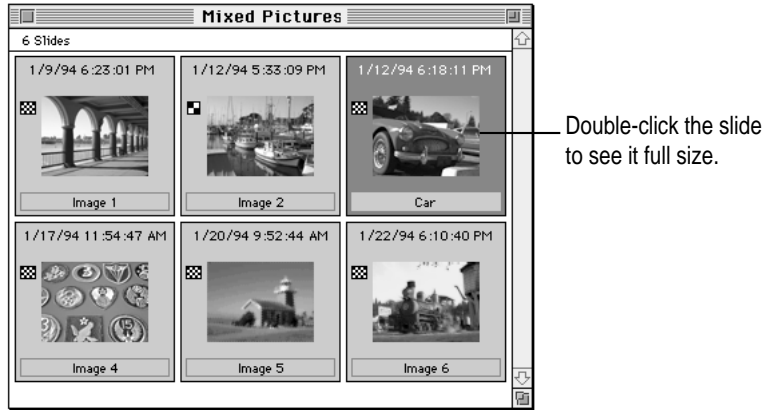 Mixed Pictures
6 Slides
1/9/94 6:23:01 PM
1/12/94 5:33:09 PM
1/12/94 6:18:11 PM
Image 1
Image 2
Car
Double-click the slide
to see it full size.
1/17/94 11:54:47 AM
1/20/94 9:52:44 AM
1/22/94 6:10:40 PM
Image 4
Image 5
Image 6